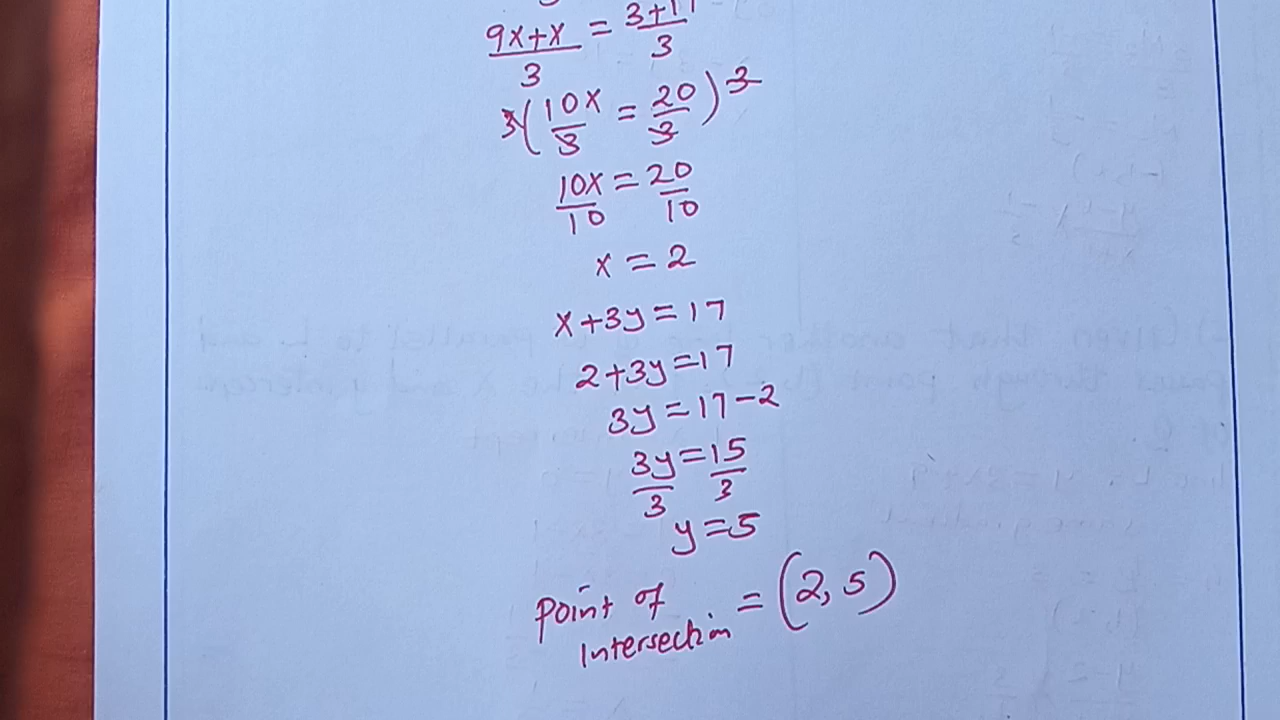 9x+x/3 = 3+17/3
3(10x/3 = 20/3)3
10x/10 = 20/10
x = 2
x+3y = 17
2+3y = 17
3y = 17-2
3y/3 = 15/3
y = 5
point of intersection = (2, 5)